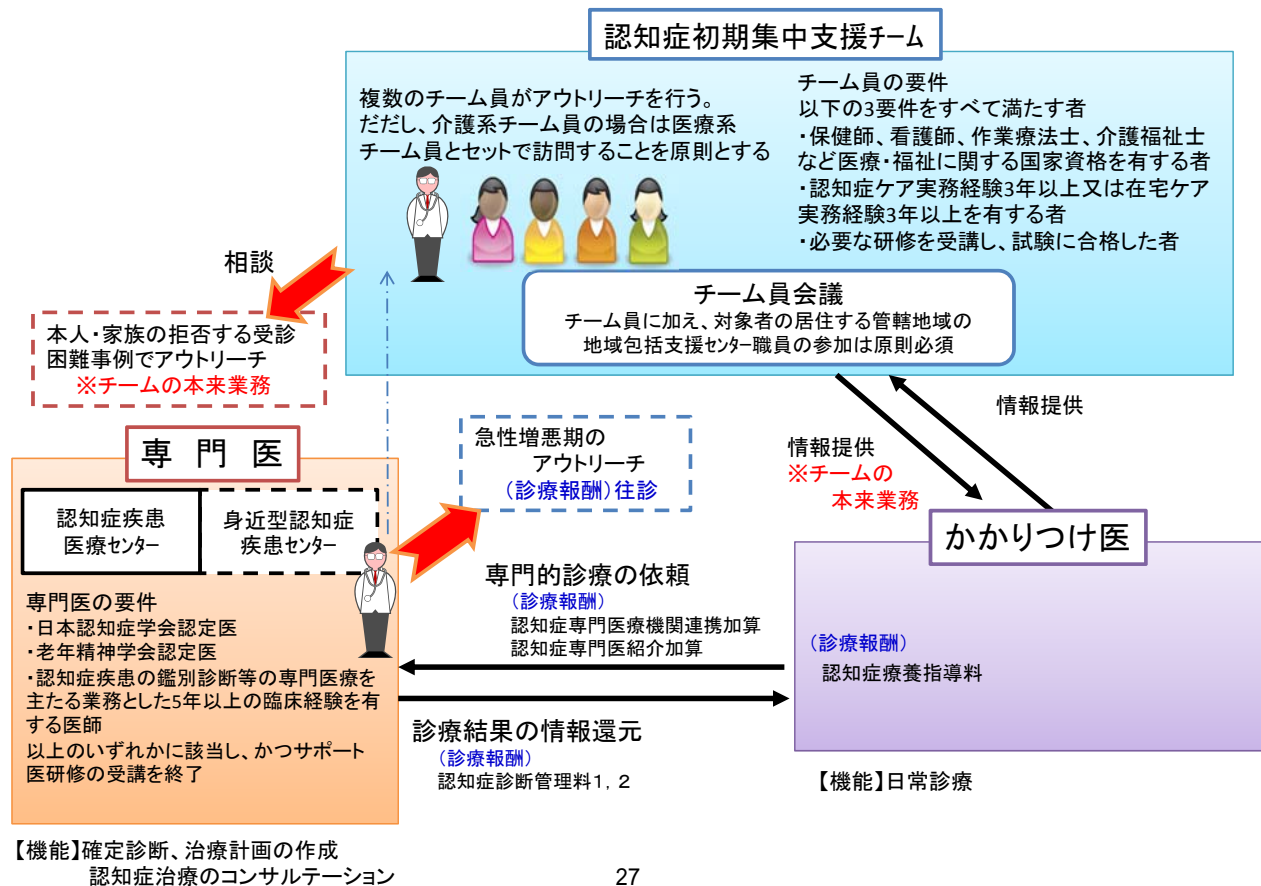 認知症初期集中支援チーム
複数のチーム員がアウトリーチを行う。
だだし、介護系チーム員の場合は医療系
チーム員とセットで訪問することを原則とする
チーム員の要件
以下の3要件をすべて満たす者
・保健師、看護師、作業療法士、介護福祉士
など医療・福祉に関する国家資格を有する者
・認知症ケア実務経験3年以上又は在宅ケア
実務経験3年以上を有する者
・必要な研修を受講し、試験に合格した者
チーム員会議
チーム員に加え、対象者の居住する管轄地域の
地域包括支援センター職員の参加は原則必須
相談
本人・家族の拒否する受診
困難事例でアウトリーチ
※チームの本来業務
急性増悪期の
アウトリーチ
(診療報酬)往診
情報提供
情報提供
※チームの
本来業務
専門医
認知症疾患
医療センター
身近型認知症
疾患センター
専門医の要件
・日本認知症学会認定医
・老年精神学会認定医
・認知症疾患の鑑別診断等の専門医療を
主たる業務とした5年以上の臨床経験を有
する医師
以上のいずれかに該当し、かつサポート
医研修の受講を終了
【機能】確定診断、治療計画の作成
認知症治療のコンサルテーション
専門的診療の依頼
(診療報酬)
認知症専門医療機関連携加算
認知症専門医紹介加算
診療結果の情報還元
(診療報酬)
認知症診断管理料1,2
かかりつけ医
(診療報酬)
認知症療養指導料
【機能】日常診療
27